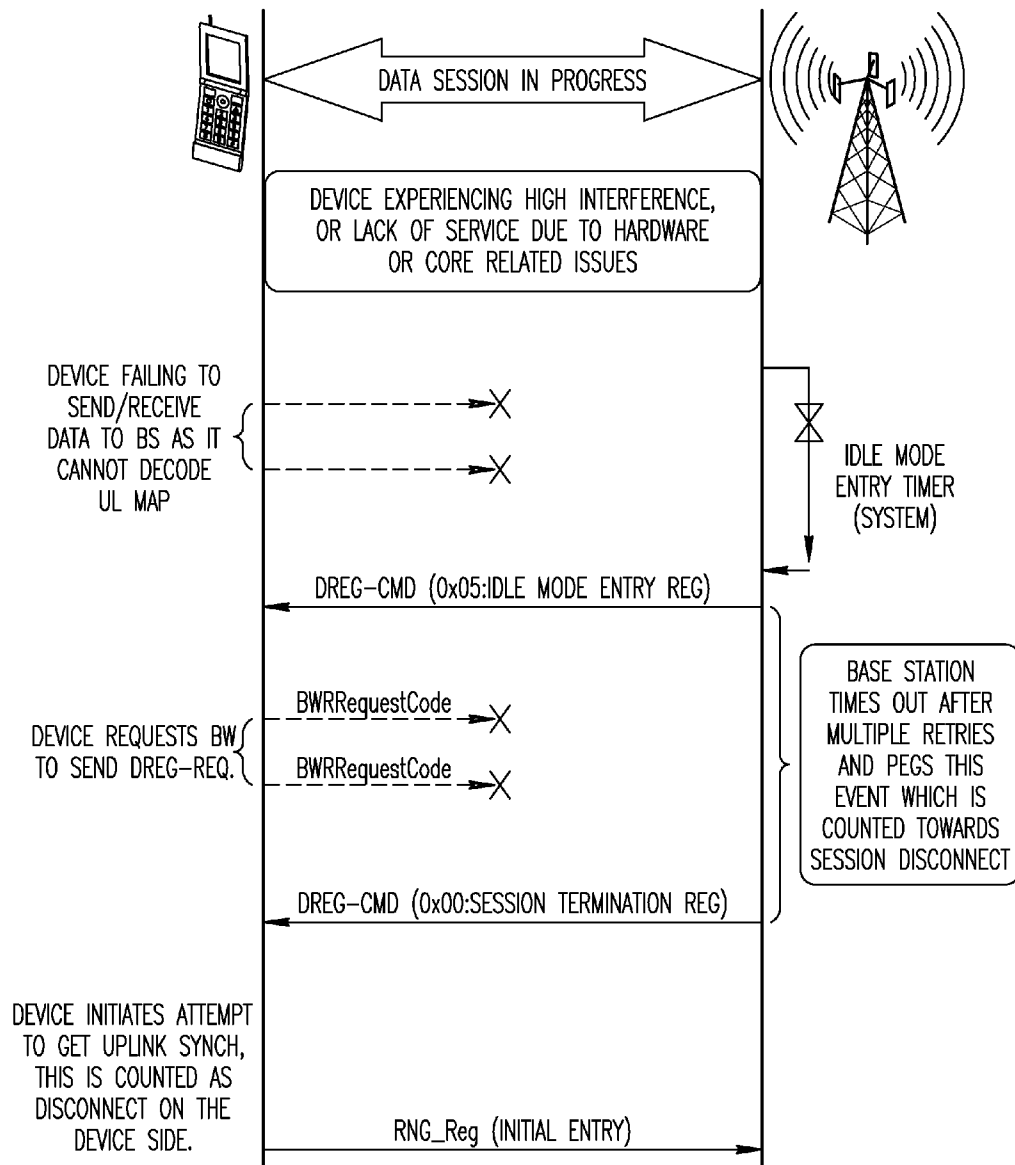 DATA SESSION IN PROGRESS
DEVICE EXPERIENCING HIGH INTERFERENCE,
OR LACK OF SERVICE DUE TO HARDWARE
OR CORE RELATED ISSUES
DEVICE FAILING TO
SEND/RECEIVE
DATA TO BS AS IT
CANNOT DECODE
UL MAP
IDLE MODE
ENTRY TIMER
(SYSTEM)
DREG-CMD (0x05:IDLE MODE ENTRY REG)
BWRRequestCode
DEVICE REQUESTS BW
TO SEND DREG-REQ.
BWRRequestCode
BASE STATION
TIMES OUT AFTER
MULTIPLE RETRIES
AND PEGS THIS
EVENT WHICH IS
COUNTED TOWARDS
SESSION DISCONNECT
DREG-CMD (0x00:SESSION TERMINATION REG)
DEVICE INITIATES ATTEMPT
TO GET UPLINK SYNCH,
THIS IS COUNTED AS
DISCONNECT ON THE
DEVICE SIDE.
RNG_Reg (INITIAL ENTRY)